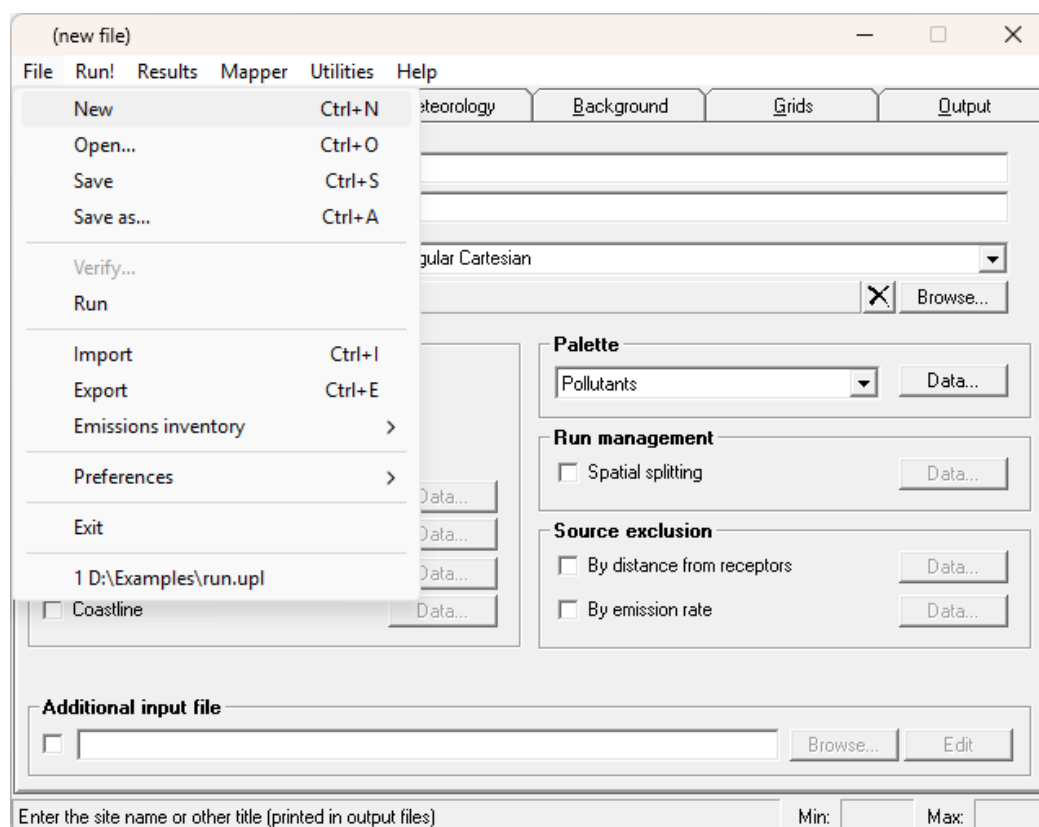 (new file)
File Run! Results Mapper Utilities Help
New Ctrl+N
Open... Ctrl+O
Save Ctrl+S
Save as... Ctrl+A
Verify...
Run
Import Ctrl+I
Export Ctrl+E
Emissions inventory
Preferences
Exit
1 D:\Examples\run.upl
eteorology Background Grids Output
gular Cartesian
Browse...
Palette
Pollutants Data...
Run management
Spatial splitting Data...
Source exclusion
By distance from receptors Data...
By emission rate Data...
Data...
Data...
Data...
Coastline Data...
Additional input file
Browse... Edit
Enter the site name or other title (printed in output files) Min: Max: